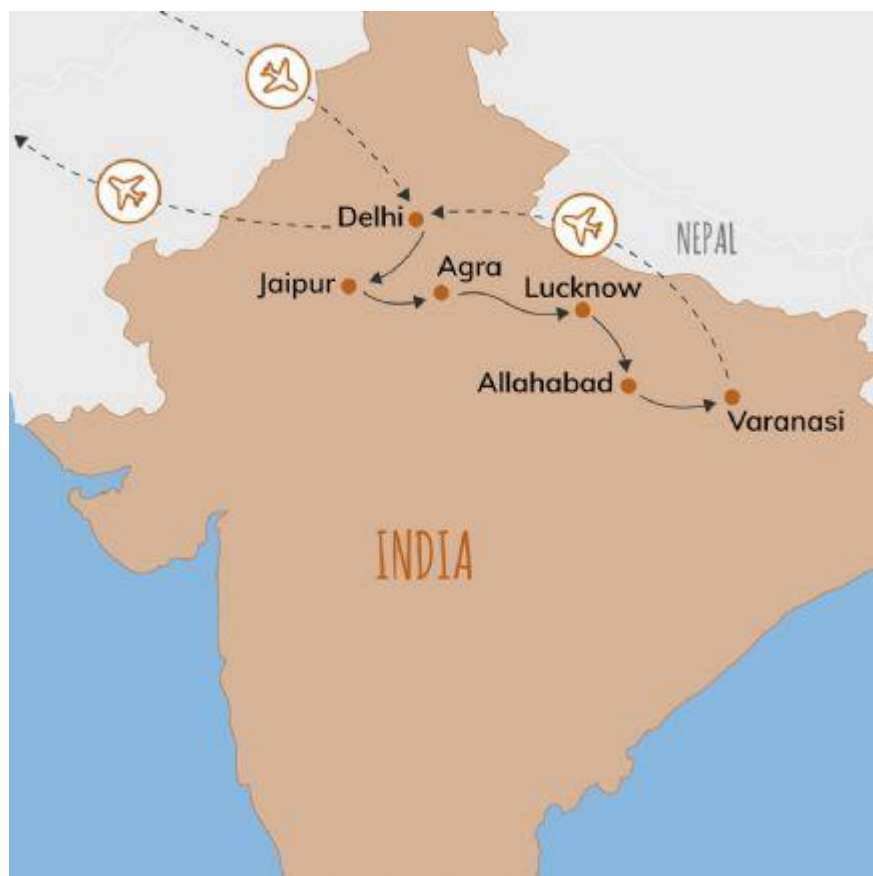 Delhi
NEPAL
Jaipur
Agra
Lucknow
Allahabad
Varanasi
INDIA